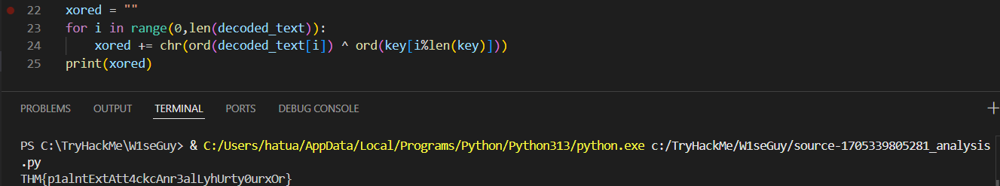 22 xored = ""
23 for i in range(0,len(decoded_text)):
24 xored += chr(ord(decoded_text[i]) ^ ord(key[i%len(key)]))
25 print(xored)
PROBLEMS OUTPUT TERMINAL PORTS DEBUG CONSOLE
PS C:\TryHackMe\W1seGuy> & C:/Users/hatua/AppData/Local/Programs/Python/Python313/python.exe c:/TryHackMe/W1seGuy/source-1705339805281_analysis
.py
THM{p1alntExtAtt4ckcAnr3alLyhUrty0urxOr}